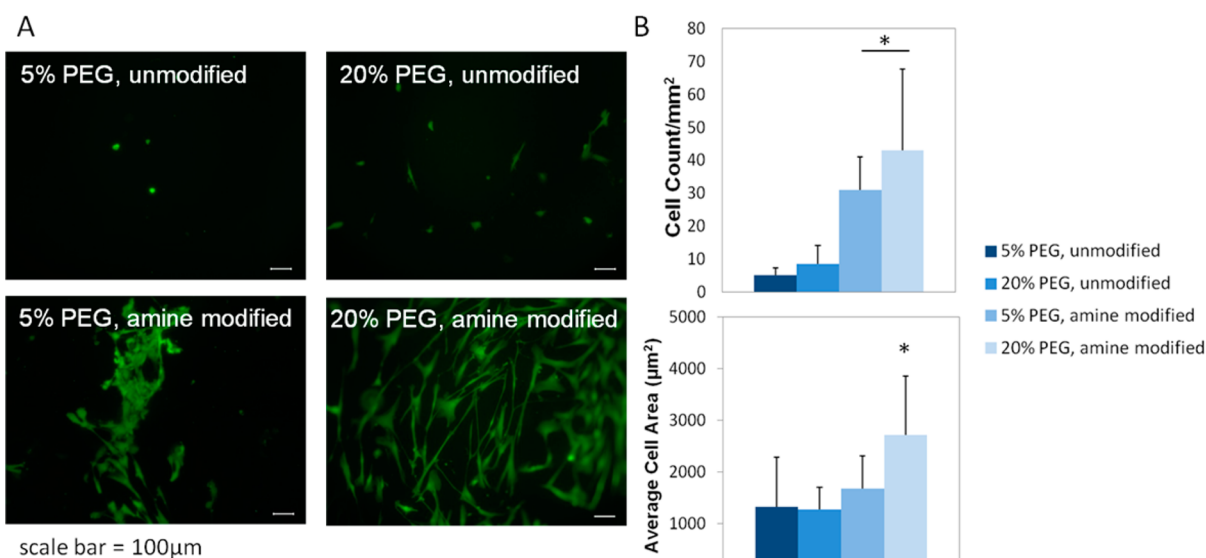 A
5% PEG, unmodified
20% PEG, unmodified
5% PEG, amine modified
20% PEG, amine modified
scale bar = 100µm
B
Cell Count/mm²
80
70
60
50
40
30
20
10
0
*
Average Cell Area (µm²)
5000
4000
3000
2000
1000
*
5% PEG, unmodified
20% PEG, unmodified
5% PEG, amine modified
20% PEG, amine modified